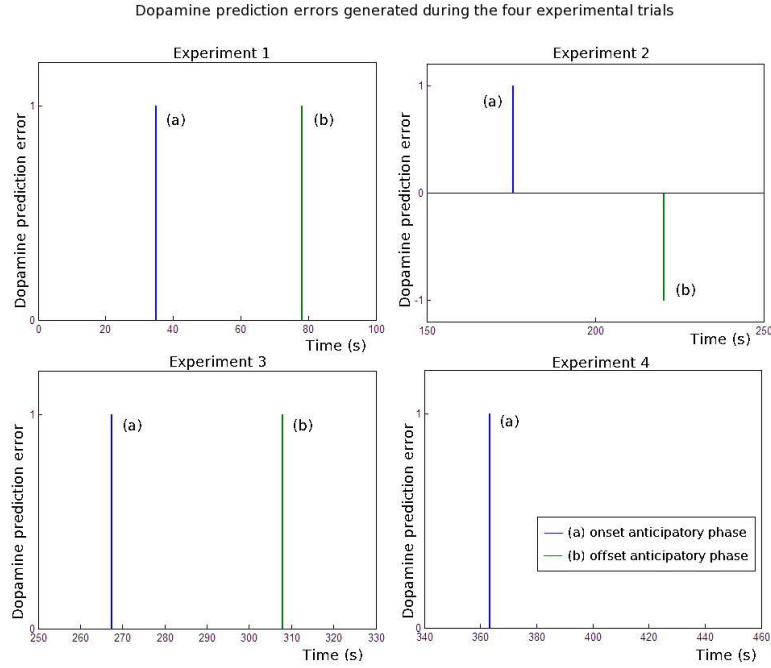 Dopamine prediction errors generated during the four experimental trials
Experiment 1
Dopamine prediction error
1
0
(a)
(b)
0 20 40 60 80 100
Time (s)
Experiment 2
Dopamine prediction error
1
0
-1
(a)
(b)
150 200 250
Time (s)
Experiment 3
Dopamine prediction error
1
0
(a)
(b)
250 260 270 280 290 300 310 320 330
Time (s)
Experiment 4
Dopamine prediction error
1
0
(a)
(a) onset anticipatory phase
(b) offset anticipatory phase
340 360 380 400 420 440 460
Time (s)